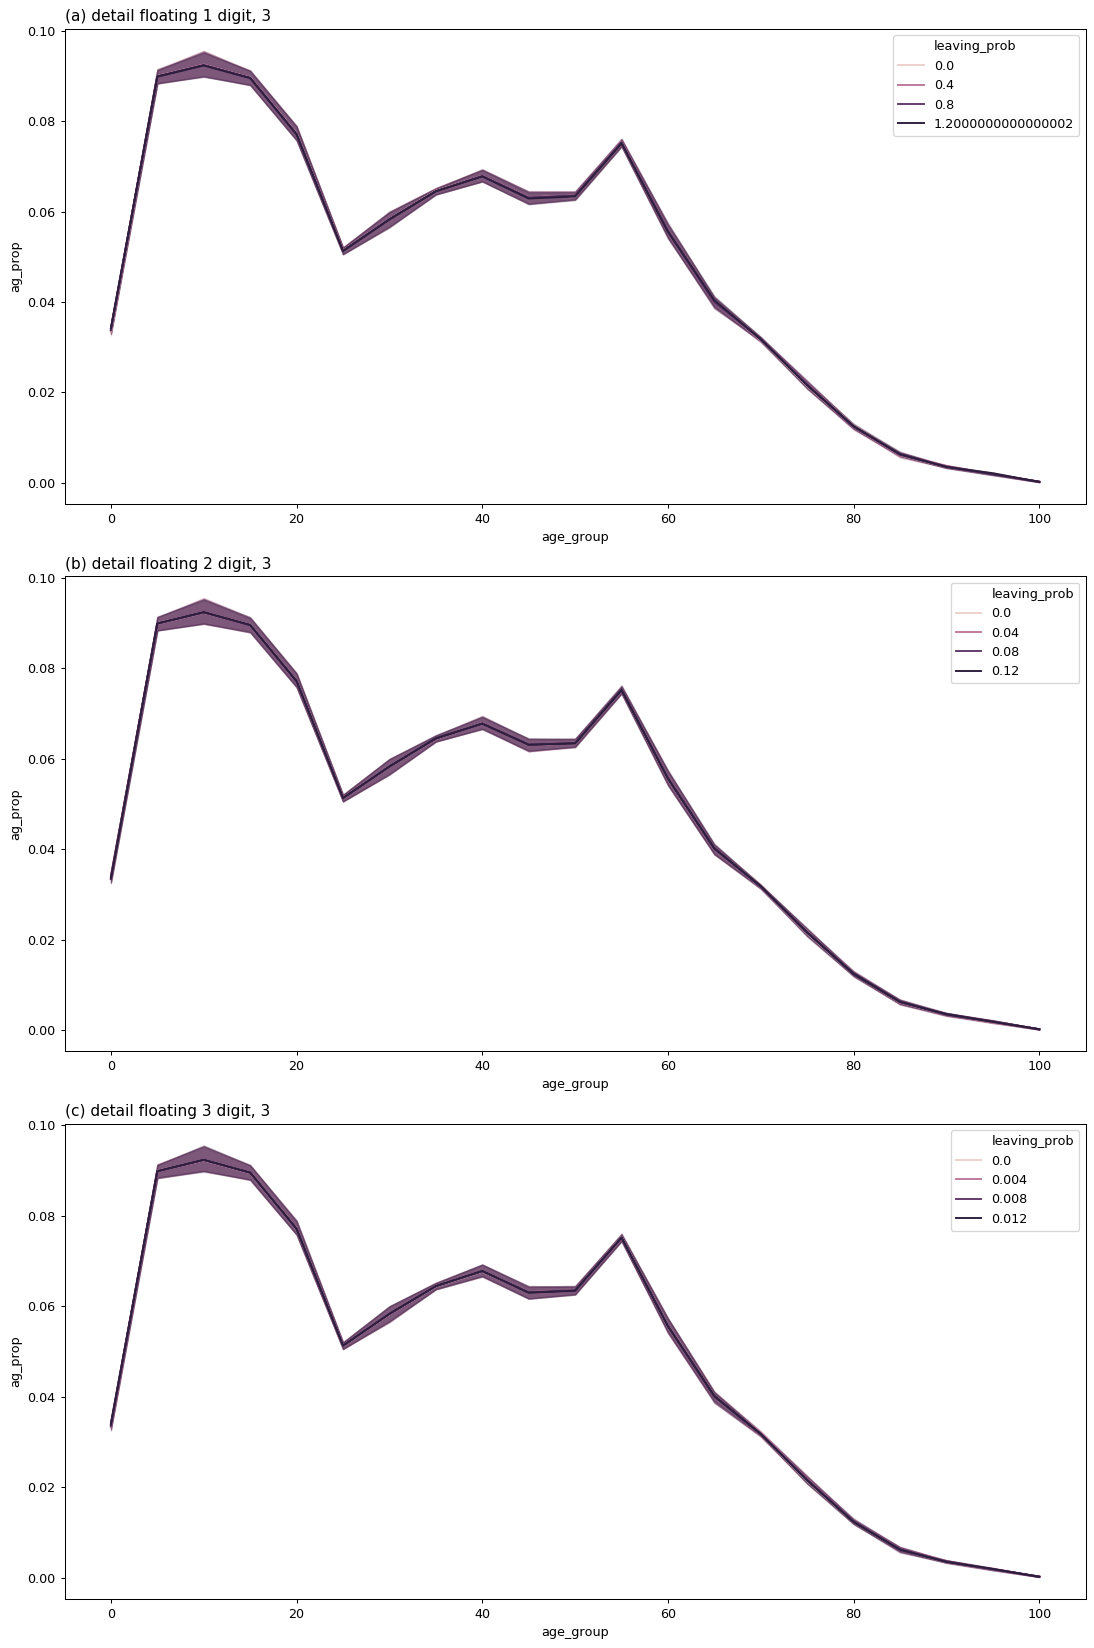 (a) detail floating 1 digit, 3
0.10
0.08
0.06
0.04
0.02
0.00
ag_prop
leaving_prob
0.0
0.4
0.8
1.2000000000000002
0 20 40 60 80 100
age_group
(b) detail floating 2 digit, 3
0.10
0.08
0.06
0.04
0.02
0.00
ag_prop
leaving_prob
0.0
0.04
0.08
0.12
0 20 40 60 80 100
age_group
(c) detail floating 3 digit, 3
0.10
0.08
0.06
0.04
0.02
0.00
ag_prop
leaving_prob
0.0
0.004
0.008
0.012
0 20 40 60 80 100
age_group